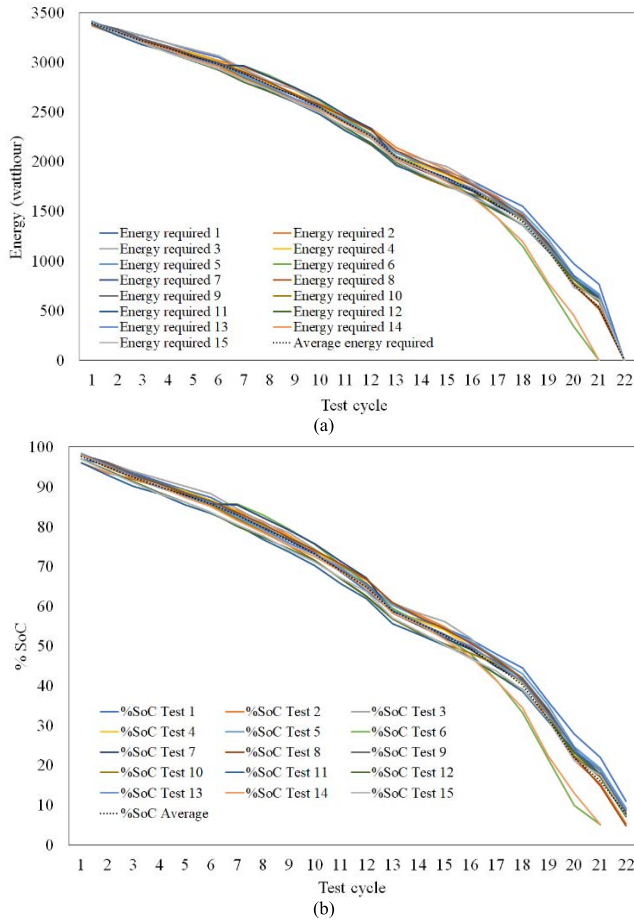 3500
3000
2500
2000
1500
1000
500
0
Energy (watthour)
Energy required 1 Energy required 2
Energy required 3 Energy required 4
Energy required 5 Energy required 6
Energy required 7 Energy required 8
Energy required 9 Energy required 10
Energy required 11 Energy required 12
Energy required 13 Energy required 14
Energy required 15 Average energy required
1 2 3 4 5 6 7 8 9 10 11 12 13 14 15 16 17 18 19 20 21 22
Test cycle
(a)
100
90
80
70
60
50
40
30
20
10
0
% SoC
%SoC Test 1 %SoC Test 2 %SoC Test 3
%SoC Test 4 %SoC Test 5 %SoC Test 6
%SoC Test 7 %SoC Test 8 %SoC Test 9
%SoC Test 10 %SoC Test 11 %SoC Test 12
%SoC Test 13 %SoC Test 14 %SoC Test 15
%SoC Average
1 2 3 4 5 6 7 8 9 10 11 12 13 14 15 16 17 18 19 20 21 22
Test cycle
(b)